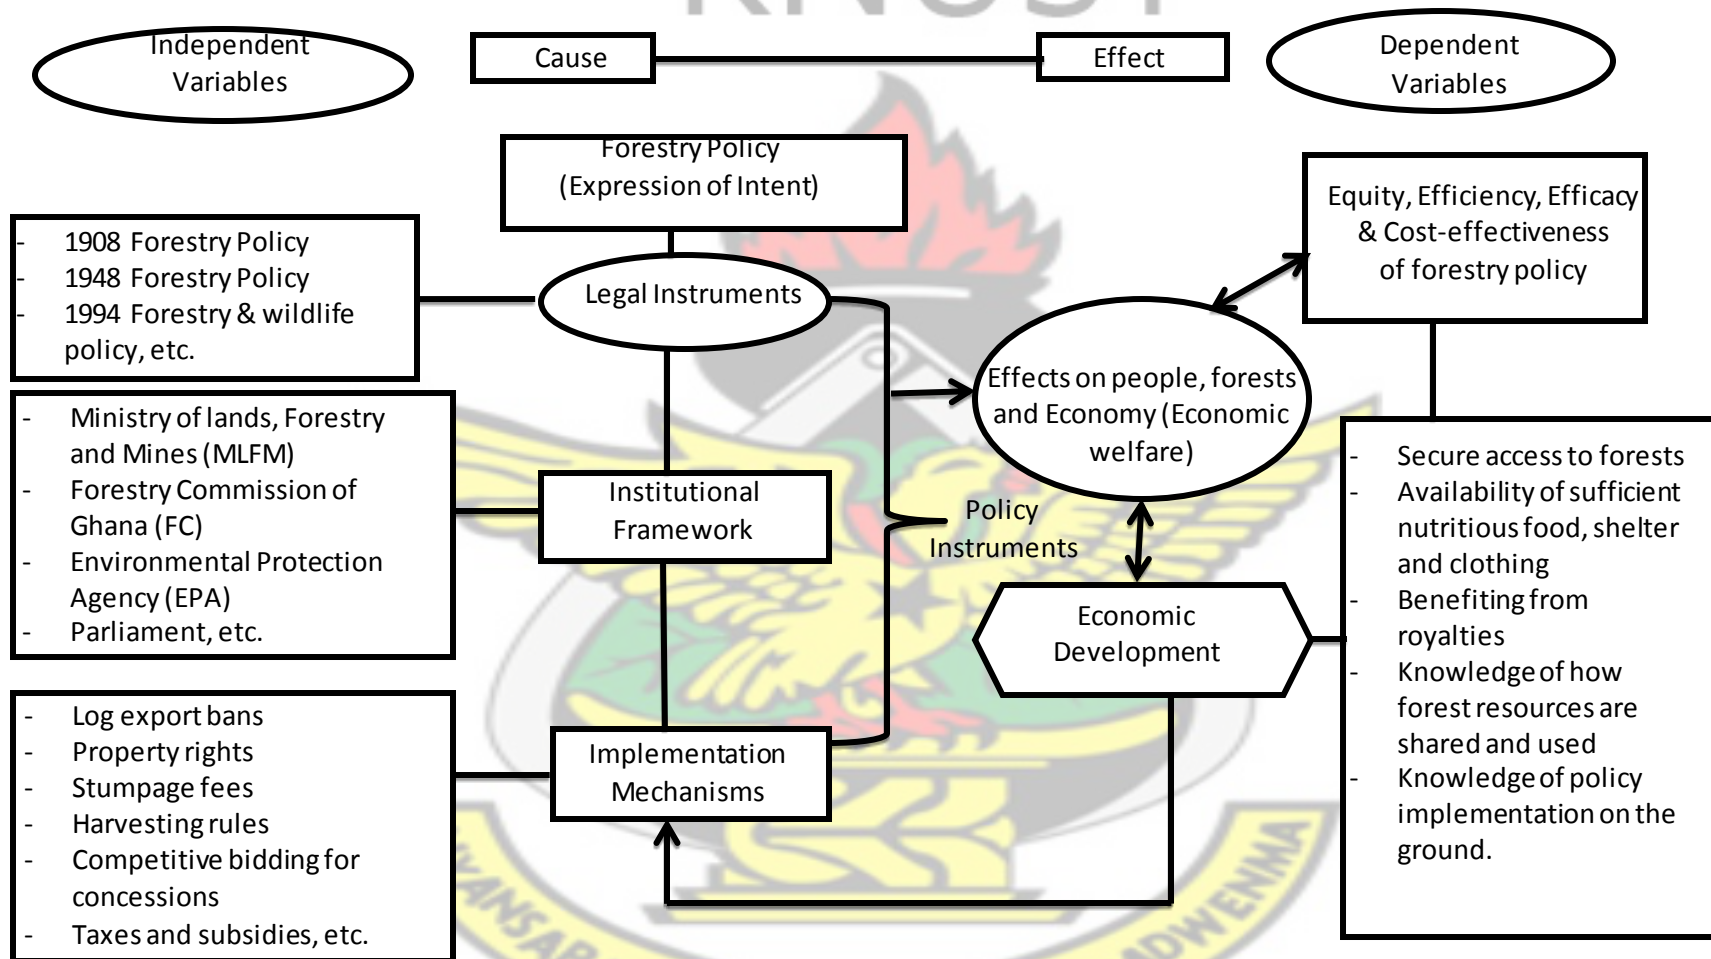 KNUST
Independent
Variables
Cause
Effect
Dependent
Variables
Forestry Policy
(Expression of Intent)
- 1908 Forestry Policy
- 1948 Forestry Policy
- 1994 Forestry & wildlife
policy, etc.
Legal Instruments
Equity, Efficiency, Efficacy
& Cost-effectiveness
of forestry policy
- Ministry of lands, Forestry
and Mines (MLFM)
- Forestry Commission of
Ghana (FC)
- Environmental Protection
Agency (EPA)
- Parliament, etc.
Institutional
Framework
Policy
Instruments
Effects on people, forests
and Economy (Economic
welfare)
Economic
Development
- Secure access to forests
- Availability of sufficient
nutritious food, shelter
and clothing
- Benefiting from
royalties
- Knowledge of how
forest resources are
shared and used
- Knowledge of policy
implementation on the
ground.
- Log export bans
- Property rights
- Stumpage fees
- Harvesting rules
- Competitive bidding for
concessions
- Taxes and subsidies, etc.
Implementation
Mechanisms